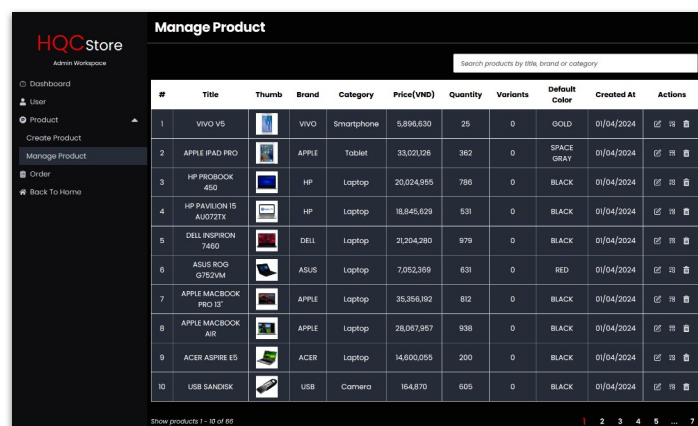 HQCStore
Admin Workspace
Dashboard
User
Product
Create Product
Manage Product
Order
Back To Home
Manage Product
Search products by title, brand or category
# Title Thumb Brand Category Price(VND) Quantity Variants Default Color Created At Actions
1 VIVO V5 VIVO Smartphone 5,896,630 25 0 GOLD 01/04/2024
2 APPLE IPAD PRO APPLE Tablet 33,021,126 362 0 SPACE GRAY 01/04/2024
3 HP PROBOOK 450 HP Laptop 20,024,955 786 0 BLACK 01/04/2024
4 HP PAVILION 15 AU072TX HP Laptop 18,845,629 531 0 BLACK 01/04/2024
5 DELL INSPIRON 7460 DELL Laptop 21,204,280 979 0 BLACK 01/04/2024
6 ASUS ROG G752VM ASUS Laptop 7,052,369 631 0 RED 01/04/2024
7 APPLE MACBOOK PRO 13" APPLE Laptop 35,356,192 812 0 BLACK 01/04/2024
8 APPLE MACBOOK AIR APPLE Laptop 28,067,957 938 0 BLACK 01/04/2024
9 ACER ASPIRE E5 ACER Laptop 14,600,055 200 0 BLACK 01/04/2024
10 USB SANDISK USB Camera 164,870 605 0 BLACK 01/04/2024
Show products 1 - 10 of 66
1 2 3 4 5 ... 7